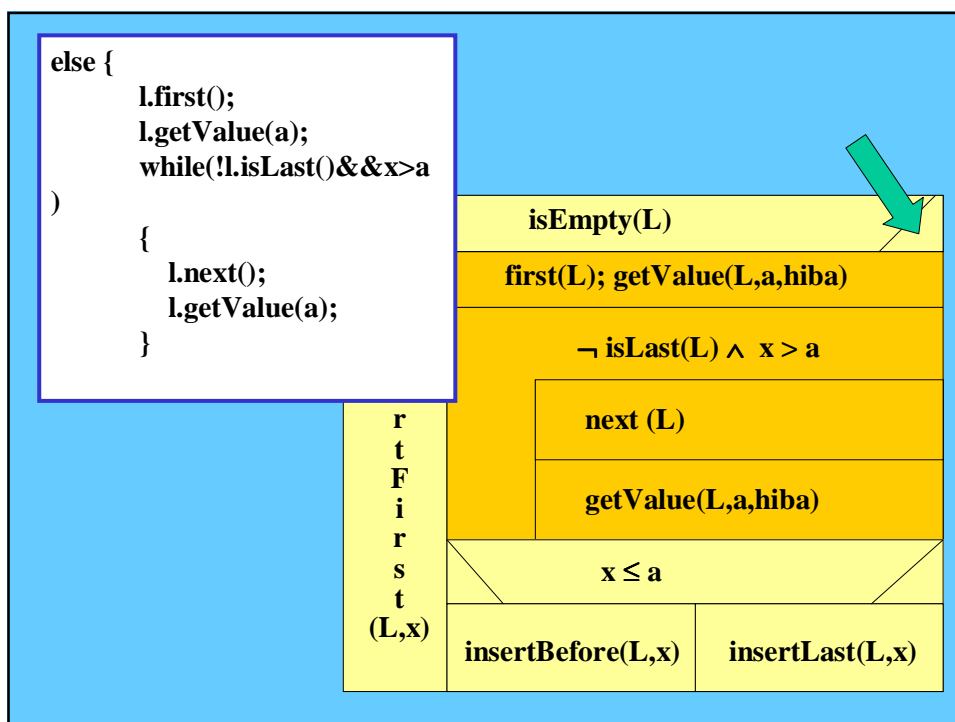 else {
l.first();
l.getValue(a);
while(!l.isLast()&&x>a
)
{
l.next();
l.getValue(a);
}
isEmpty(L)
first(L); getValue(L,a,hiba)
¬ isLast(L) ∧ x > a
next (L)
getValue(L,a,hiba)
r
t
F
i
r
s
t
(L,x)
x ≤ a
insertBefore(L,x)
insertLast(L,x)